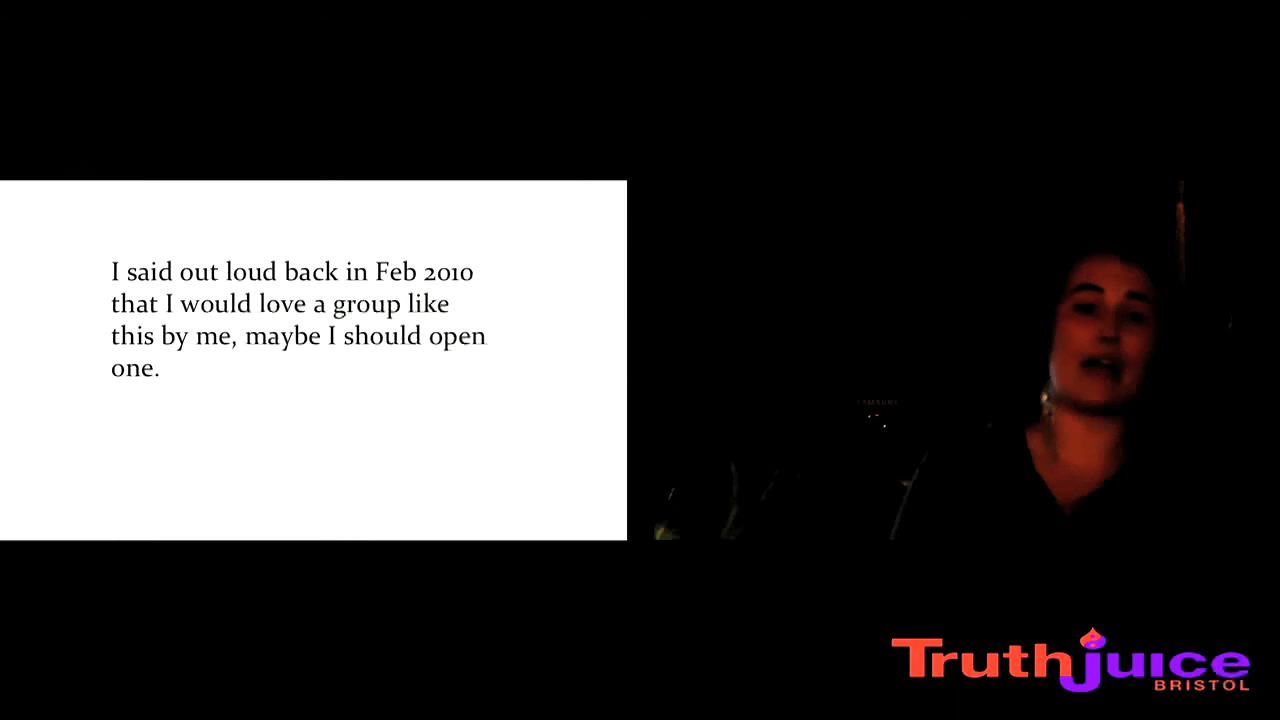 I said out loud back in Feb 2010
that I would love a group like
this by me, maybe I should open
one.
SAMSUNG
Truthjuice
BRISTOL